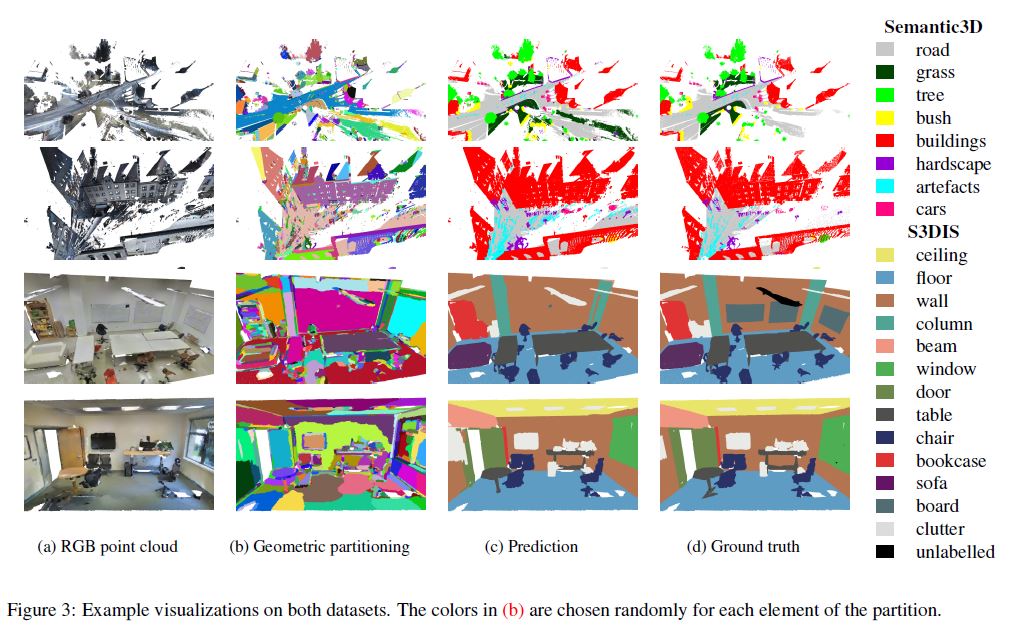 Semantic3D
road
grass
tree
bush
buildings
hardscape
artefacts
cars
S3DIS
ceiling
floor
wall
column
beam
window
door
table
chair
bookcase
sofa
board
clutter
unlabelled
(a) RGB point cloud
(b) Geometric partitioning
(c) Prediction
(d) Ground truth
Figure 3: Example visualizations on both datasets. The colors in (b) are chosen randomly for each element of the partition.